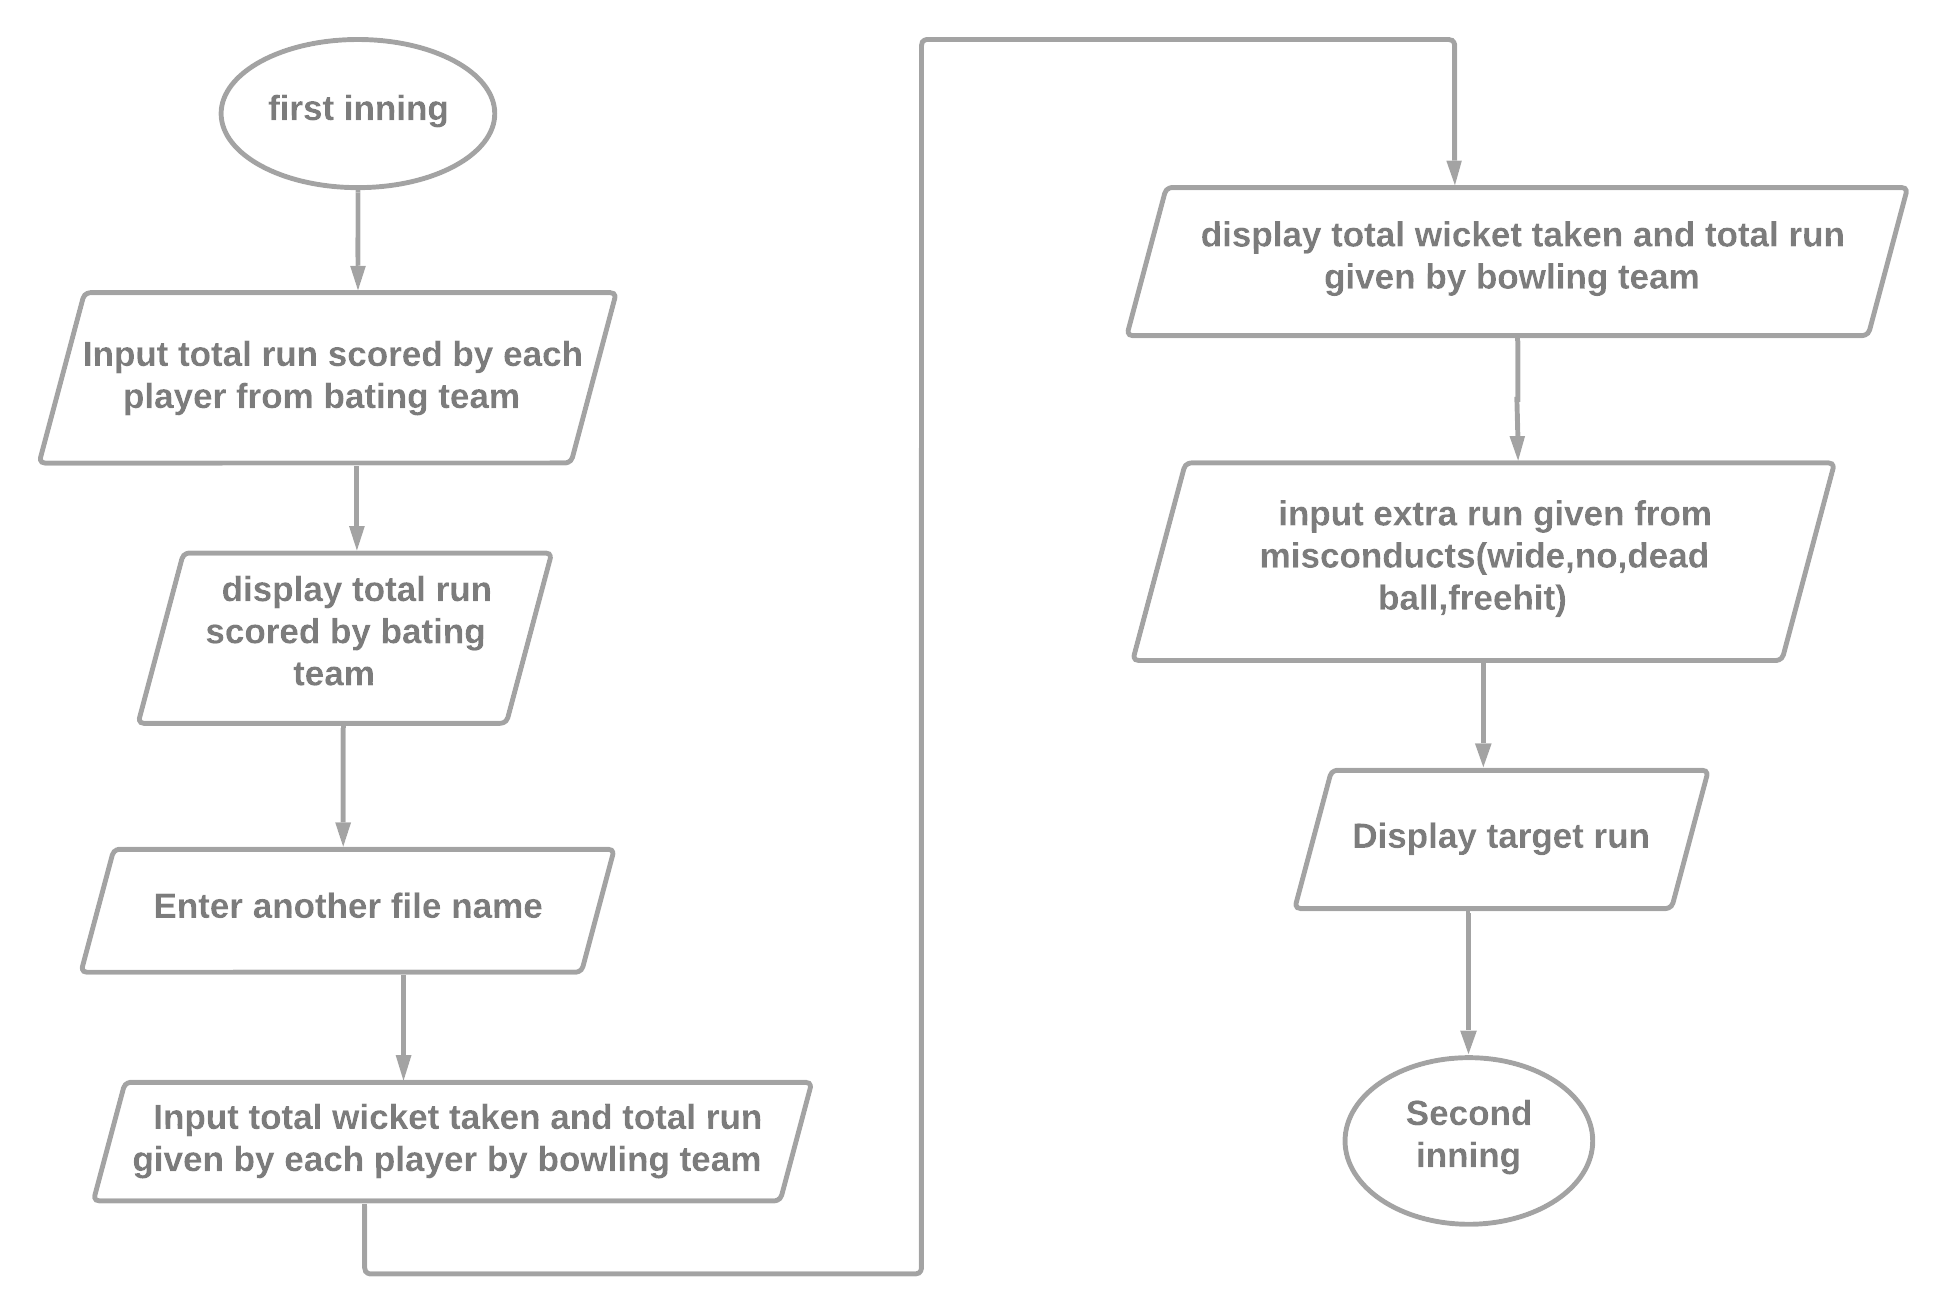 first inning
Input total run scored by each
player from bating team
display total run
scored by bating
team
Enter another file name
Input total wicket taken and total run
given by each player by bowling team
display total wicket taken and total run
given by bowling team
input extra run given from
misconducts(wide,no,dead
ball,freehit)
Display target run
Second
inning